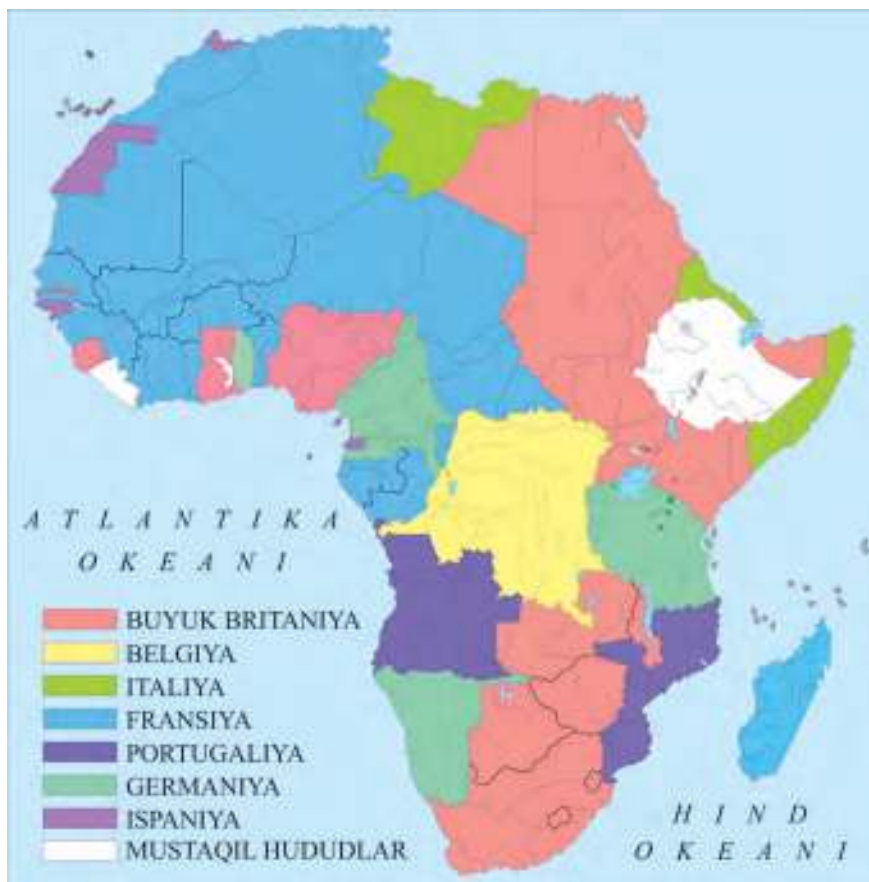 ATLANTIKA
OKEANI
BUYUK BRITANIYA
BELGIYA
ITALIYA
FRANSIYA
PORTUGALIYA
GERMANIYA
ISPANIYA
MUSTAQIL HUDUDLAR
HIND
OKEANI